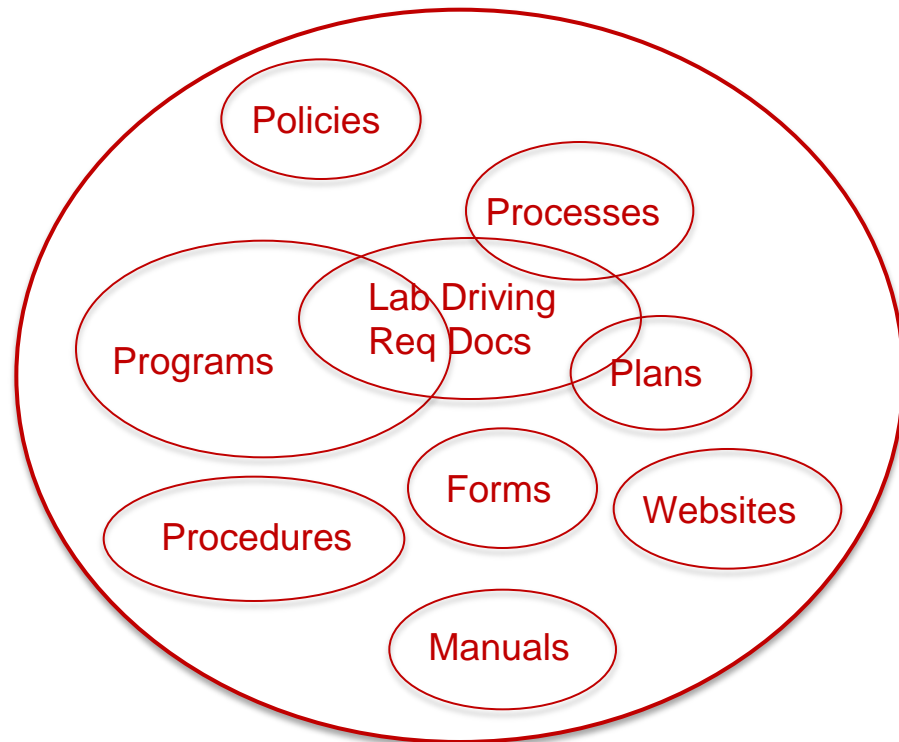 Policies
Processes
Lab Driving
Req Docs
Programs
Plans
Forms
Websites
Procedures
Manuals